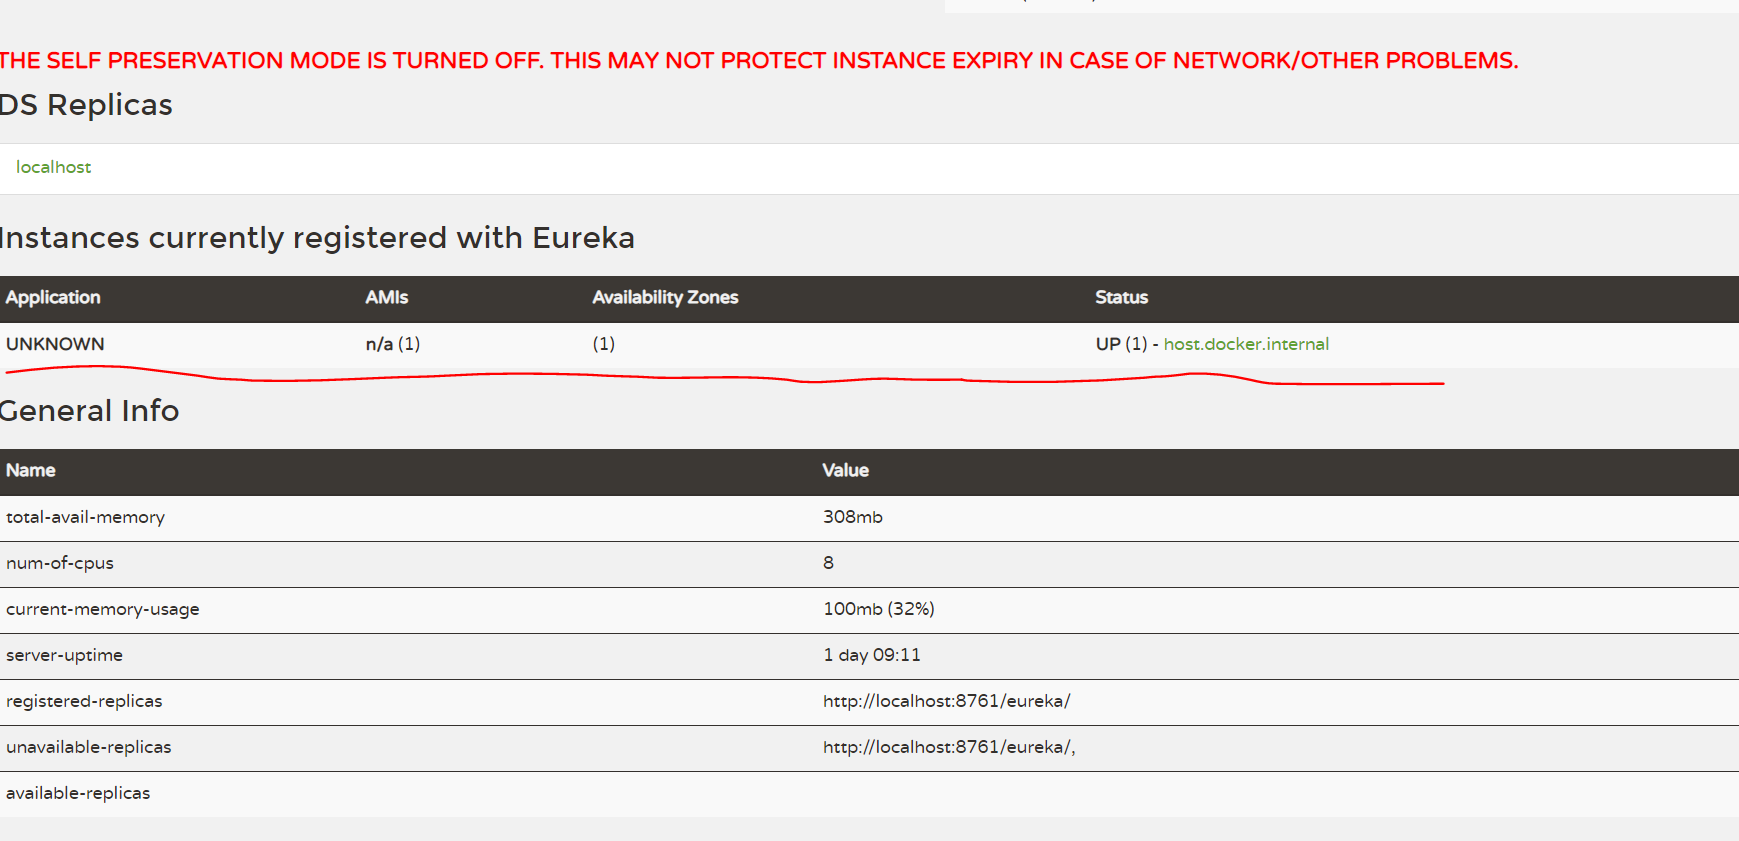 THE SELF PRESERVATION MODE IS TURNED OFF. THIS MAY NOT PROTECT INSTANCE EXPIRY IN CASE OF NETWORK/OTHER PROBLEMS.
DS Replicas
localhost
Instances currently registered with Eureka
Application AMIs Availability Zones Status
UNKNOWN n/a (1) (1) UP (1) - host.docker.internal
General Info
Name Value
total-avail-memory 308mb
num-of-cpus 8
current-memory-usage 100mb (32%)
server-uptime 1 day 09:11
registered-replicas http://localhost:8761/eureka/
unavailable-replicas http://localhost:8761/eureka/,
available-replicas